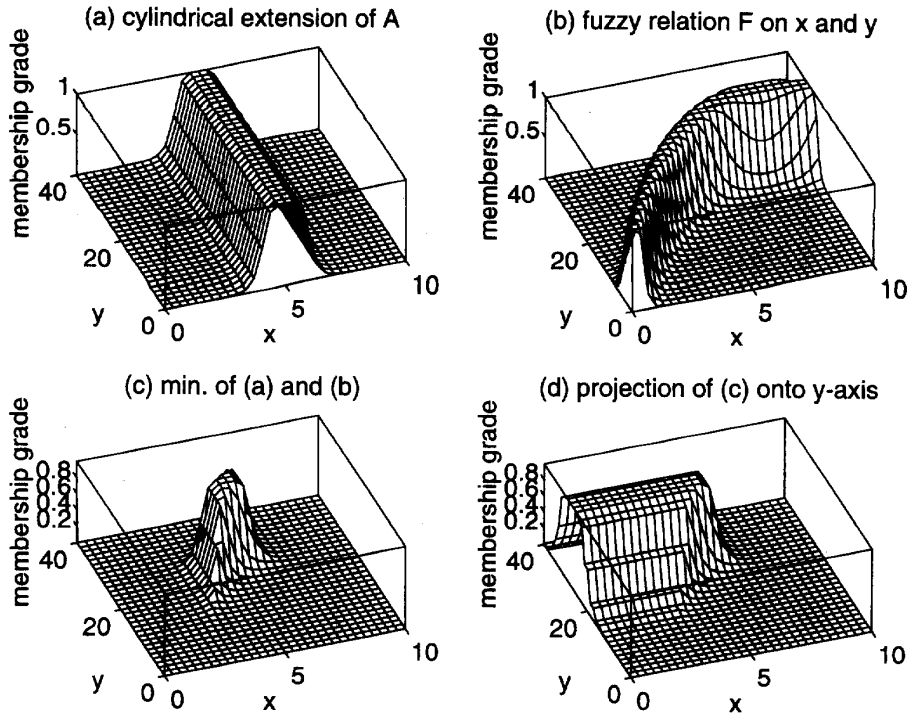 (a) cylindrical extension of A
membership grade
1
0.5
40
20
0
y
0
5
10
x
(b) fuzzy relation F on x and y
membership grade
1
0.5
40
20
0
y
0
5
10
x
(c) min. of (a) and (b)
membership grade
0.8
0.6
0.4
0.2
40
20
0
y
0
5
10
x
(d) projection of (c) onto y-axis
membership grade
0.8
0.6
0.4
0.2
40
20
0
y
0
5
10
x